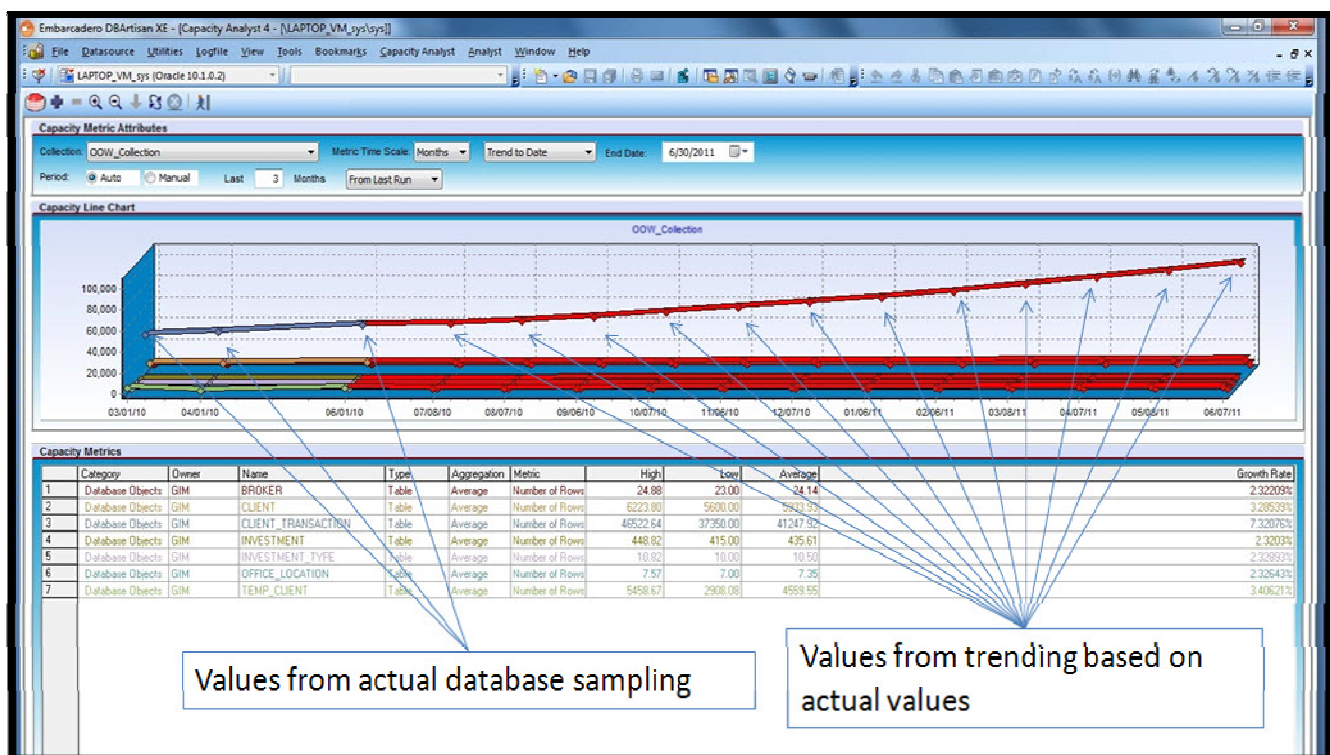 Embarcadero DBArtisan XE - [Capacity Analyst 4 - [\LAPTOP_VM_sys\sys]]
File Datasource Utilities Logfile View Tools Bookmarks Capacity Analyst Analyst Window Help
LAPTOP_VM_sys (Oracle 10.1.0.2)
Capacity Metric Attributes
Collection: OOW_Collection Metric Time Scale: Months Trend to Date End Date: 6/30/2011
Period: Auto Manual Last 3 Months From Last Run
Capacity Line Chart
OOW_Collection
100,000
80,000
60,000
40,000
20,000
0
03/01/10 04/01/10 06/01/10 07/08/10 08/07/10 09/06/10 10/07/10 11/06/10 12/07/10 01/06/11 02/06/11 03/08/11 04/07/11 05/08/11 06/07/11
Capacity Metrics
Category Owner Name Type Aggregation Metric High Low Average Growth Rate
1 Database Objects GIM BROKER Table Average Number of Rows 24.88 23.00 24.14 2.32209%
2 Database Objects GIM CLIENT Table Average Number of Rows 6223.80 5600.00 5933.93 3.28539%
3 Database Objects GIM CLIENT_TRANSACTION Table Average Number of Rows 46522.64 37350.00 41247.92 7.32076%
4 Database Objects GIM INVESTMENT Table Average Number of Rows 448.82 415.00 435.61 2.3203%
5 Database Objects GIM INVESTMENT_TYPE Table Average Number of Rows 10.82 10.00 10.50 2.32893%
6 Database Objects GIM OFFICE_LOCATION Table Average Number of Rows 7.57 7.00 7.35 2.32643%
7 Database Objects GIM TEMP_CLIENT Table Average Number of Rows 5458.67 2908.08 4559.55 3.40621%
Values from actual database sampling
Values from trending based on
actual values